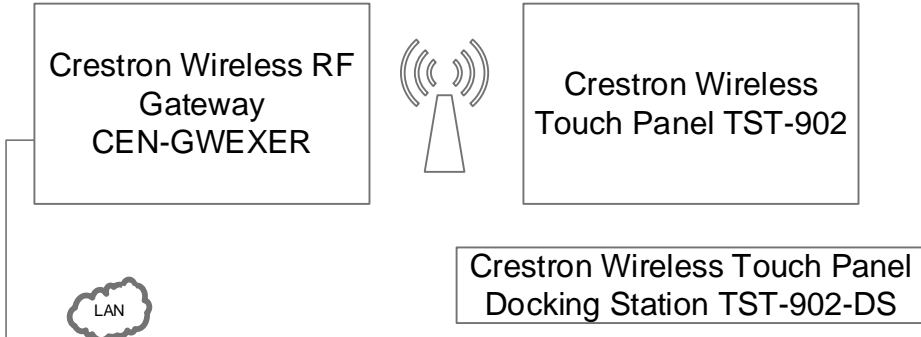 Crestron Wireless RF
Gateway
CEN-GWEXER
Crestron Wireless
Touch Panel TST-902
Crestron Wireless Touch Panel
Docking Station TST-902-DS
LAN